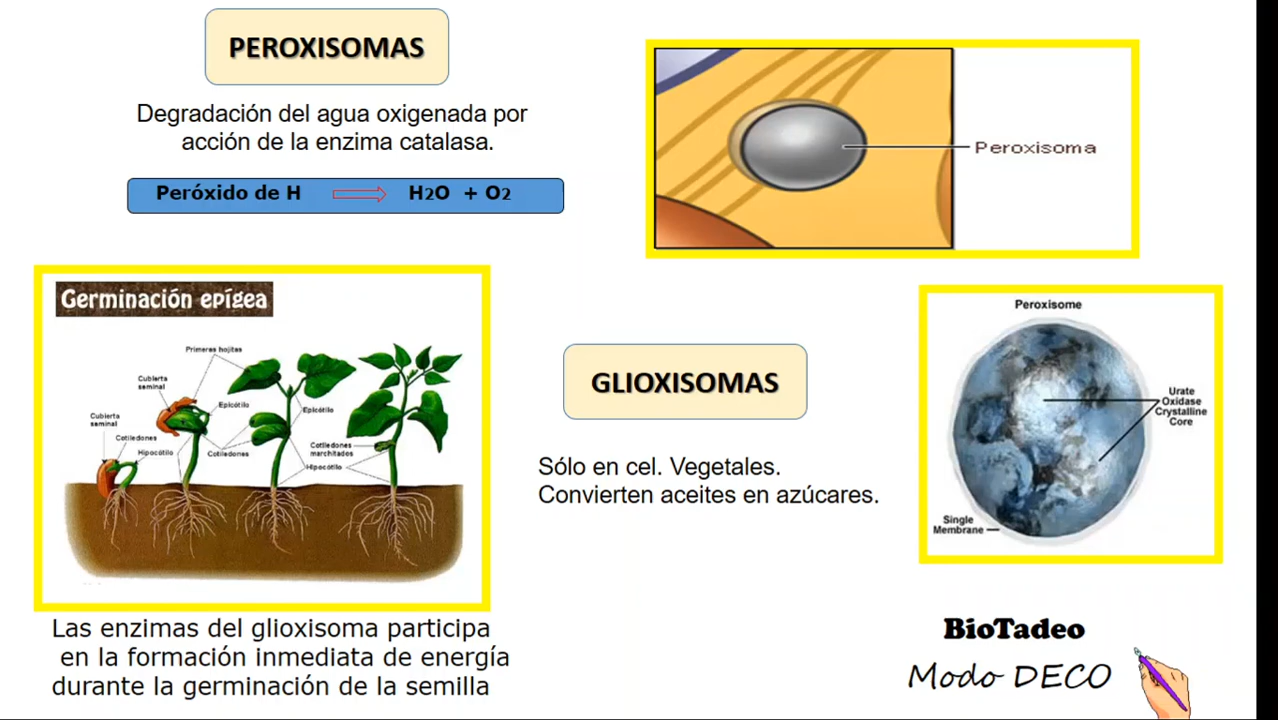 PEROXISOMAS
Degradación del agua oxigenada por
acción de la enzima catalasa.
Peróxido de H
H2O + O2
Peroxisoma
Germinación epígea
Primeras hojitas
Cubierta
seminal
Cubierta
seminal
Epicótilo
Epicótilo
Cotiledones
Hipocótilo
Cotiledones
Cotiledones
marchitados
Hipocótilo
Las enzimas del glioxisoma participa
en la formación inmediata de energía
durante la germinación de la semilla
GLIOXISOMAS
Sólo en cel. Vegetales.
Convierten aceites en azúcares.
Peroxisome
Urate
Oxidase
Crystalline
Core
Single
Membrane
BioTadeo
Modo DECO